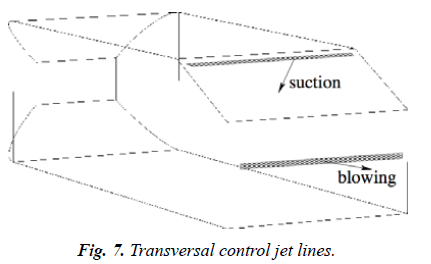 suction
blowing
Fig. 7. Transversal control jet lines.